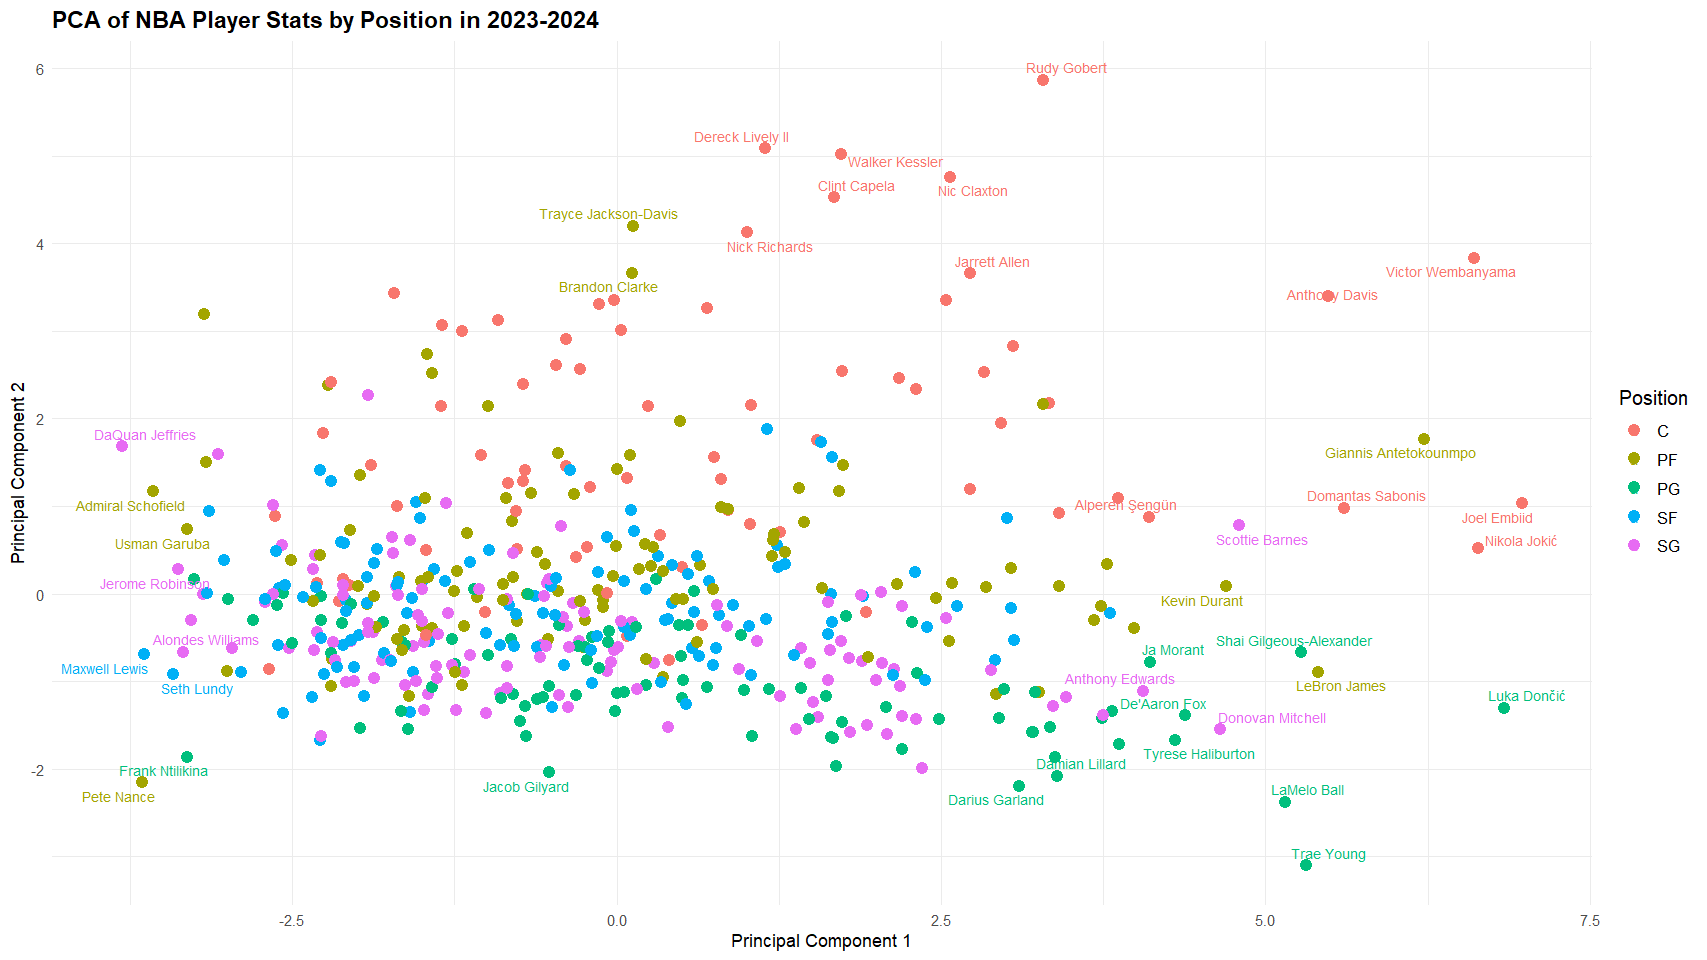 PCA of NBA Player Stats by Position in 2023-2024
6
Rudy Gobert
Dereck Lively II
Walker Kessler
Clint Capela
Nic Claxton
Trayce Jackson-Davis
4
Nick Richards
Jarrett Allen
Victor Wembanyama
Brandon Clarke
Anthony Davis
Principal Component 2
Position
C
PF
PG
SF
SG
2
DaQuan Jeffries
Giannis Antetokounmpo
Admiral Schofield
Alperen Şengün
Domantas Sabonis
Joel Embiid
Usman Garuba
Scottie Barnes
Nikola Jokić
Jerome Robinson
0
Kevin Durant
Alondes Williams
Shai Gilgeous-Alexander
Ja Morant
Maxwell Lewis
Seth Lundy
Anthony Edwards
LeBron James
De'Aaron Fox
Luka Dončić
Donovan Mitchell
Tyrese Haliburton
Damian Lillard
-2
Frank Ntilikina
Jacob Gilyard
Pete Nance
Darius Garland
LaMelo Ball
Trae Young
-2.5
0.0
2.5
5.0
7.5
Principal Component 1